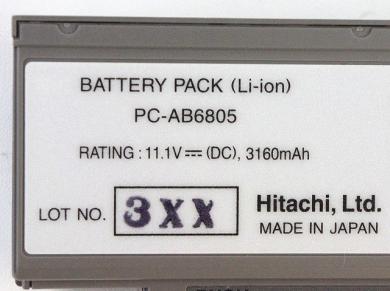 BATTERY PACK (Li-ion)
PC-AB6805
RATING : 11.1V⎓(DC), 3160mAh
LOT NO. 3XX
Hitachi, Ltd.
MADE IN JAPAN